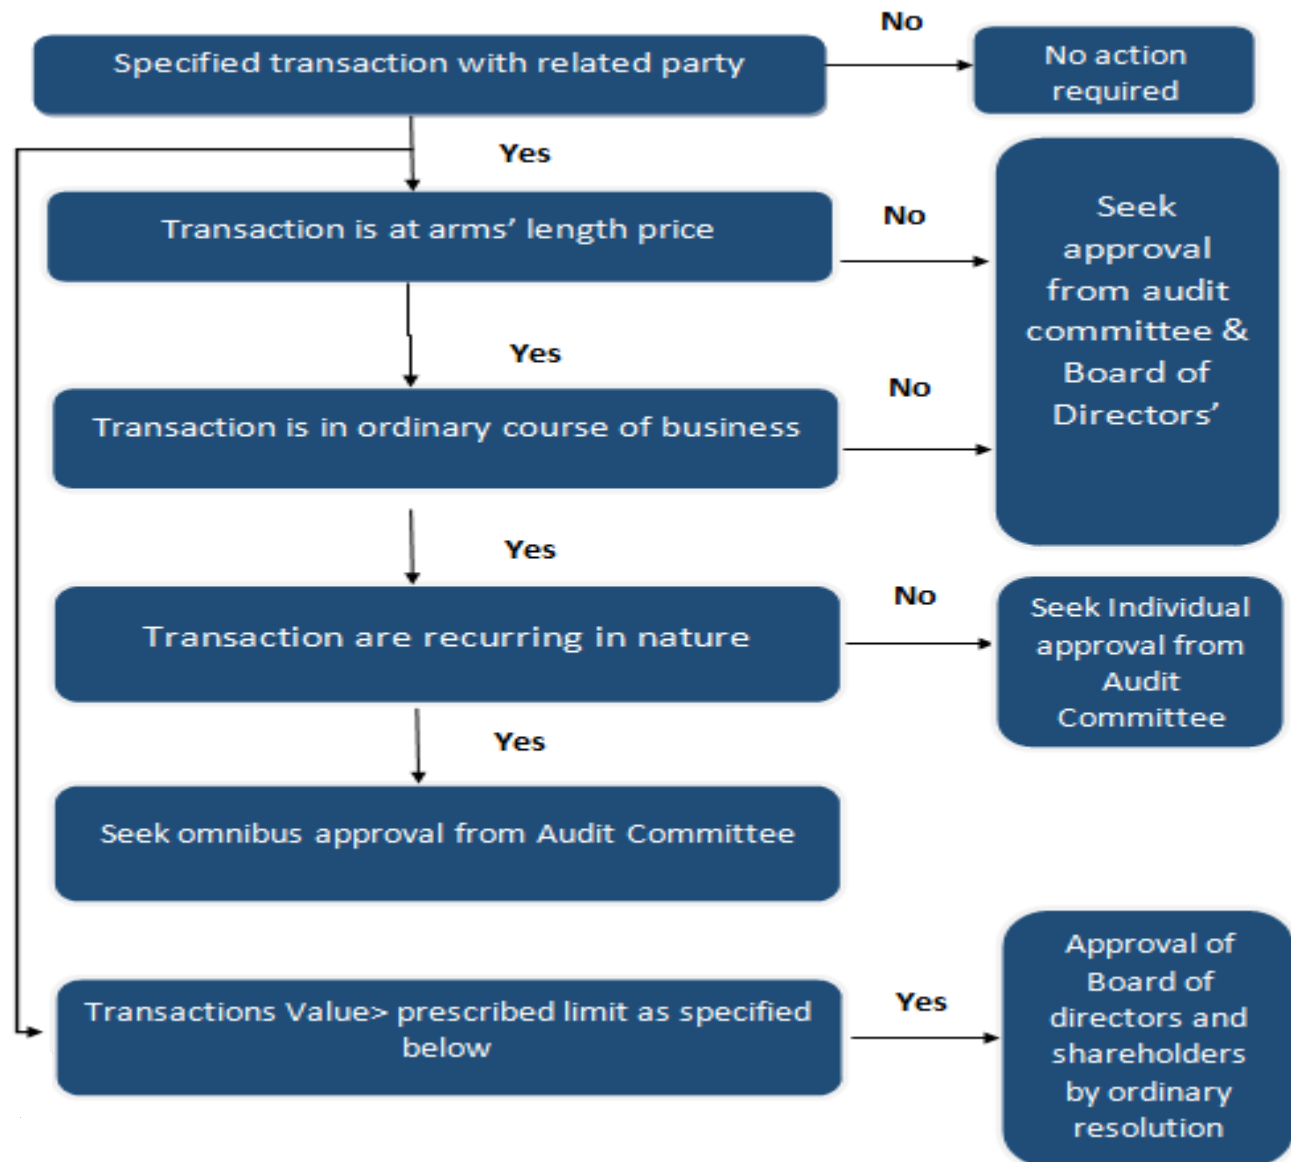 No
Specified transaction with related party
No action
required
Yes
Transaction is at arms’ length price
No
Seek
approval
from audit
committee &
Board of
Directors’
Yes
Transaction is in ordinary course of business
No
Yes
Transaction are recurring in nature
No
Seek Individual
approval from
Audit
Committee
Yes
Seek omnibus approval from Audit Committee
Transactions Value> prescribed limit as specified
below
Yes
Approval of
Board of
directors and
shareholders
by ordinary
resolution